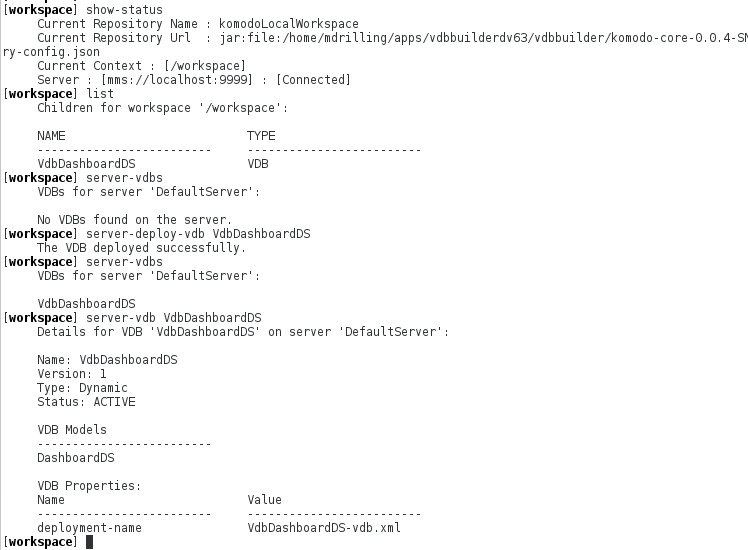 [workspace] show-status
Current Repository Name : komodoLocalWorkspace
Current Repository Url : jar:file:/home/mdrilling/apps/vdbbuilderdv63/vdbbuilder/komodo-core-0.0.4-SN
ry-config.json
Current Context : [/workspace]
Server : [mms://localhost:9999] : [Connected]
[workspace] list
Children for workspace '/workspace':
NAME TYPE
------------------------- -------------------------
VdbDashboardDS VDB
[workspace] server-vdbs
VDBs for server 'DefaultServer':
No VDBs found on the server.
[workspace] server-deploy-vdb VdbDashboardDS
The VDB deployed successfully.
[workspace] server-vdbs
VDBs for server 'DefaultServer':
VdbDashboardDS
[workspace] server-vdb VdbDashboardDS
Details for VDB 'VdbDashboardDS' on server 'DefaultServer':
Name: VdbDashboardDS
Version: 1
Type: Dynamic
Status: ACTIVE
VDB Models
-------------------------
DashboardDS
VDB Properties:
Name Value
------------------------- -------------------------
deployment-name VdbDashboardDS-vdb.xml
[workspace]